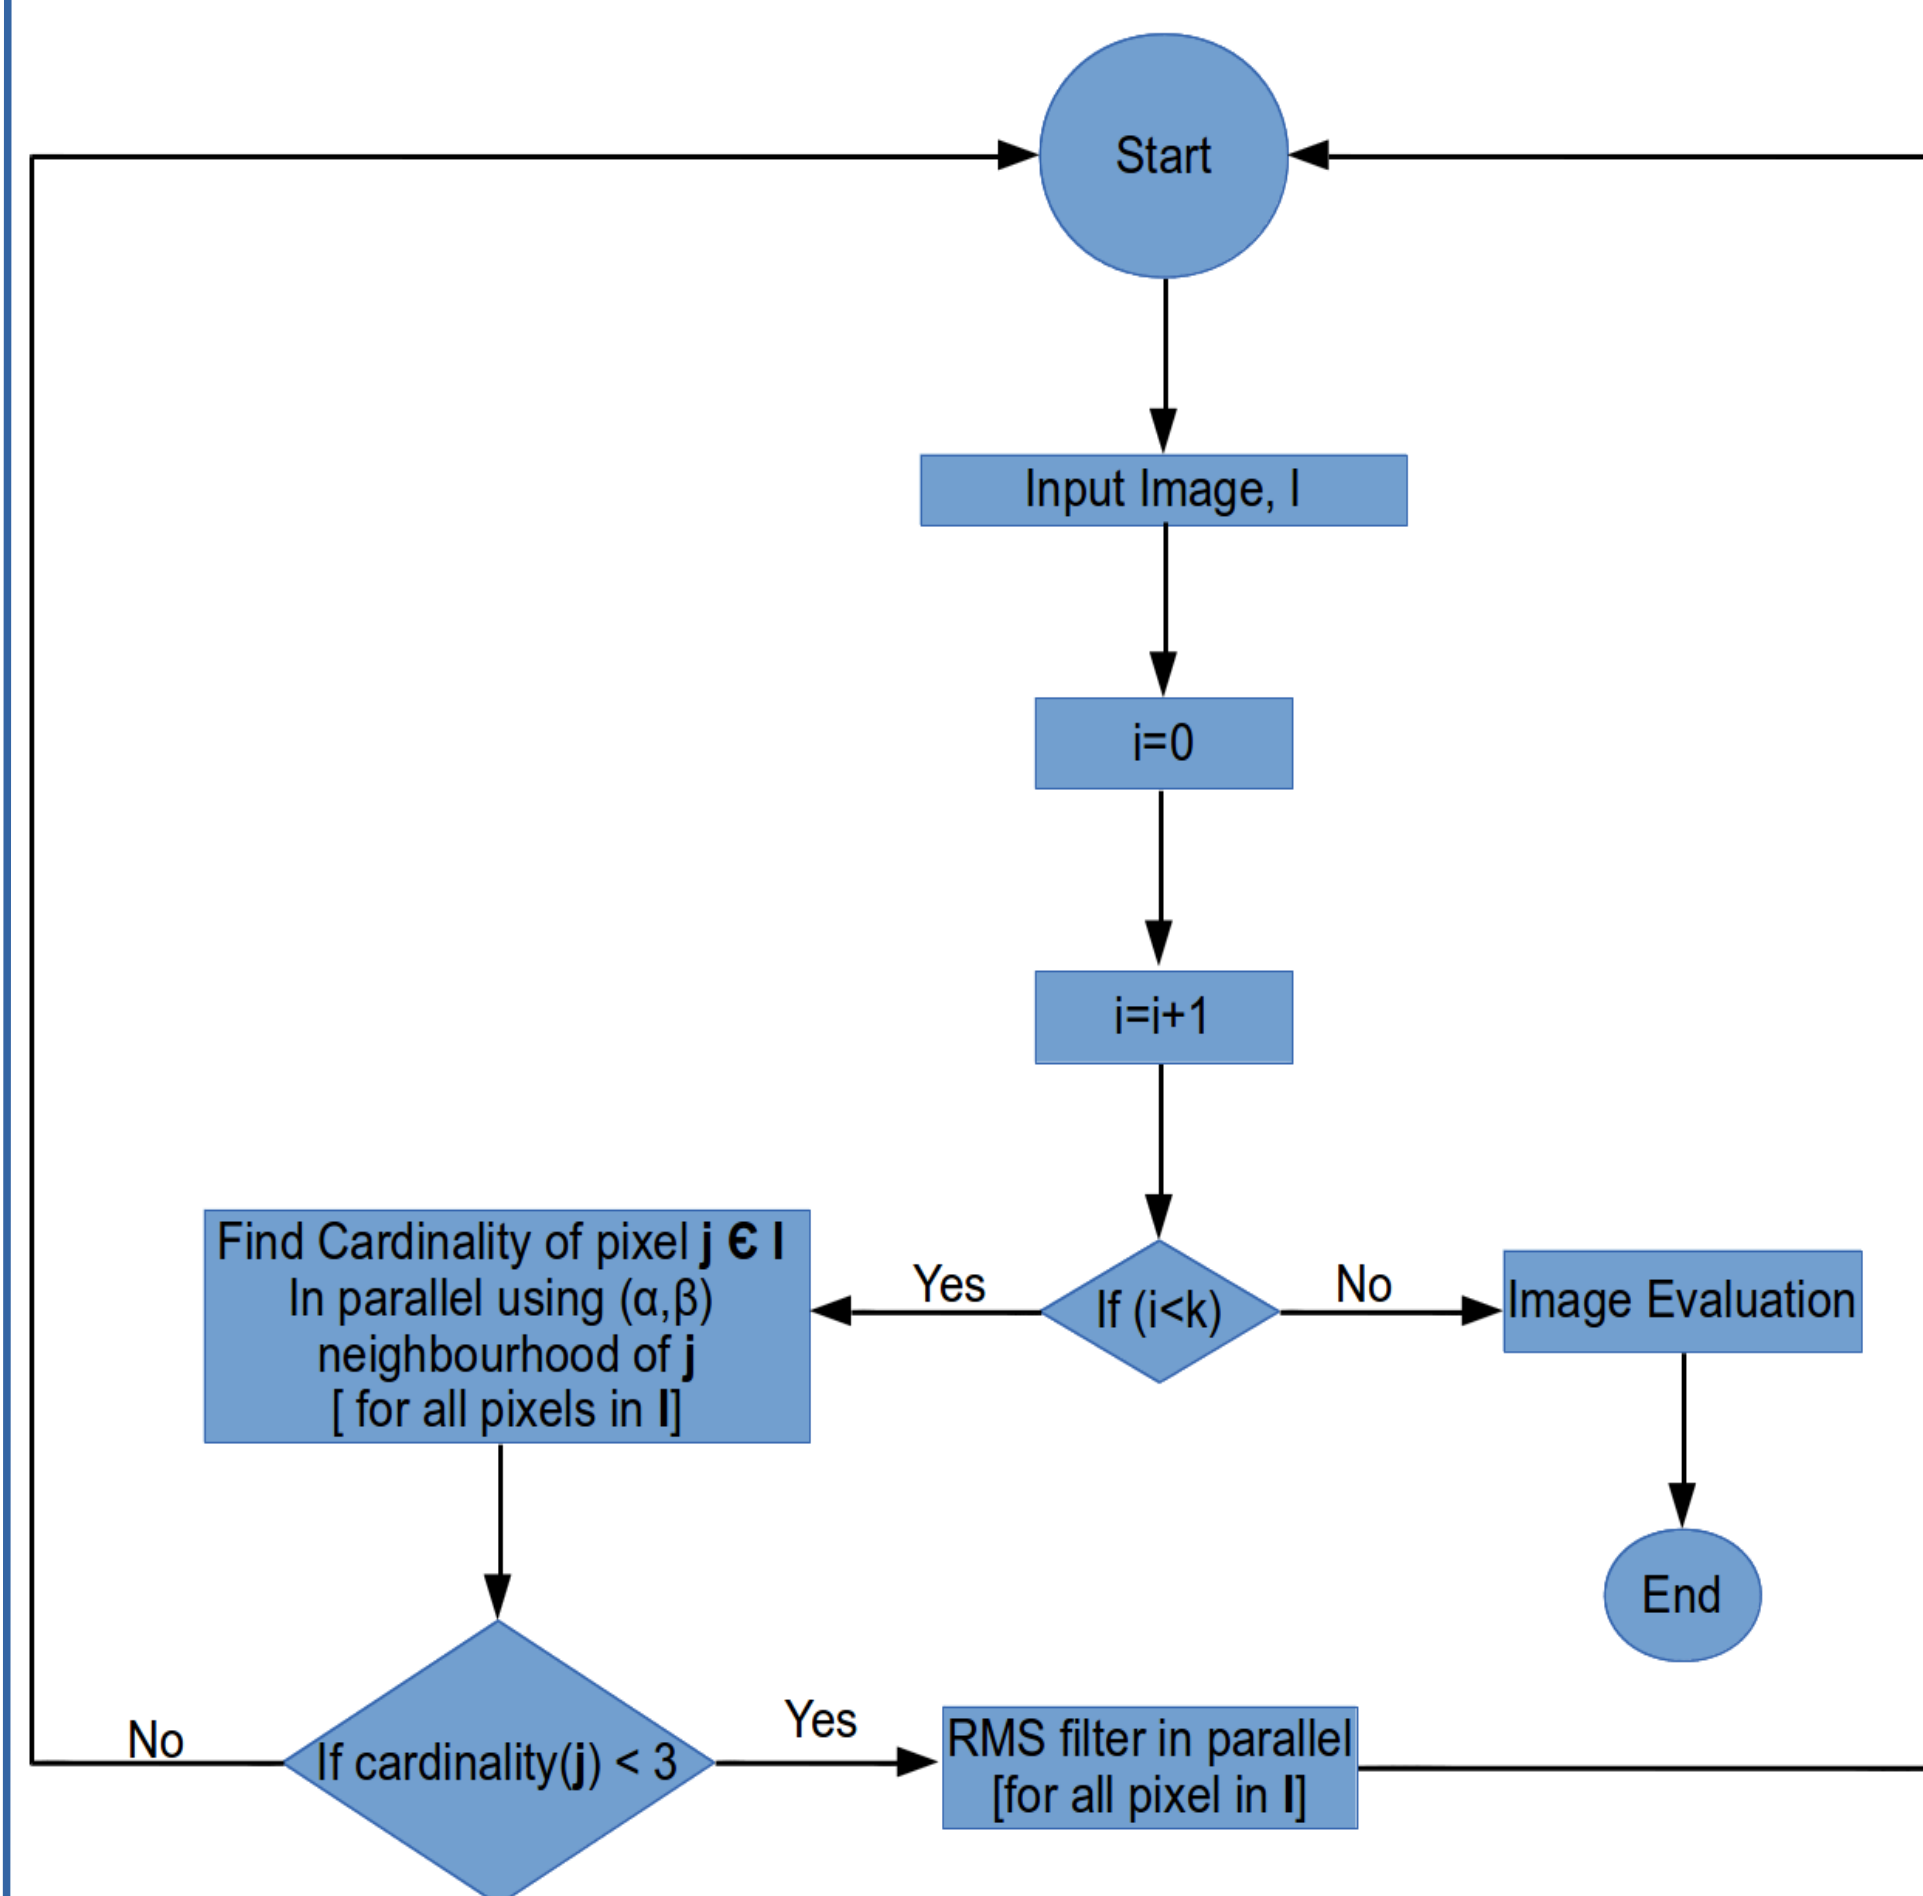 Start
Input Image, I
i=0
i=i+1
If (i<k)
Yes
No
Find Cardinality of pixel j Є I
In parallel using (α,β)
neighbourhood of j
[ for all pixels in I]
Image Evaluation
End
If cardinality(j) < 3
No
Yes
RMS filter in parallel
[for all pixel in I]